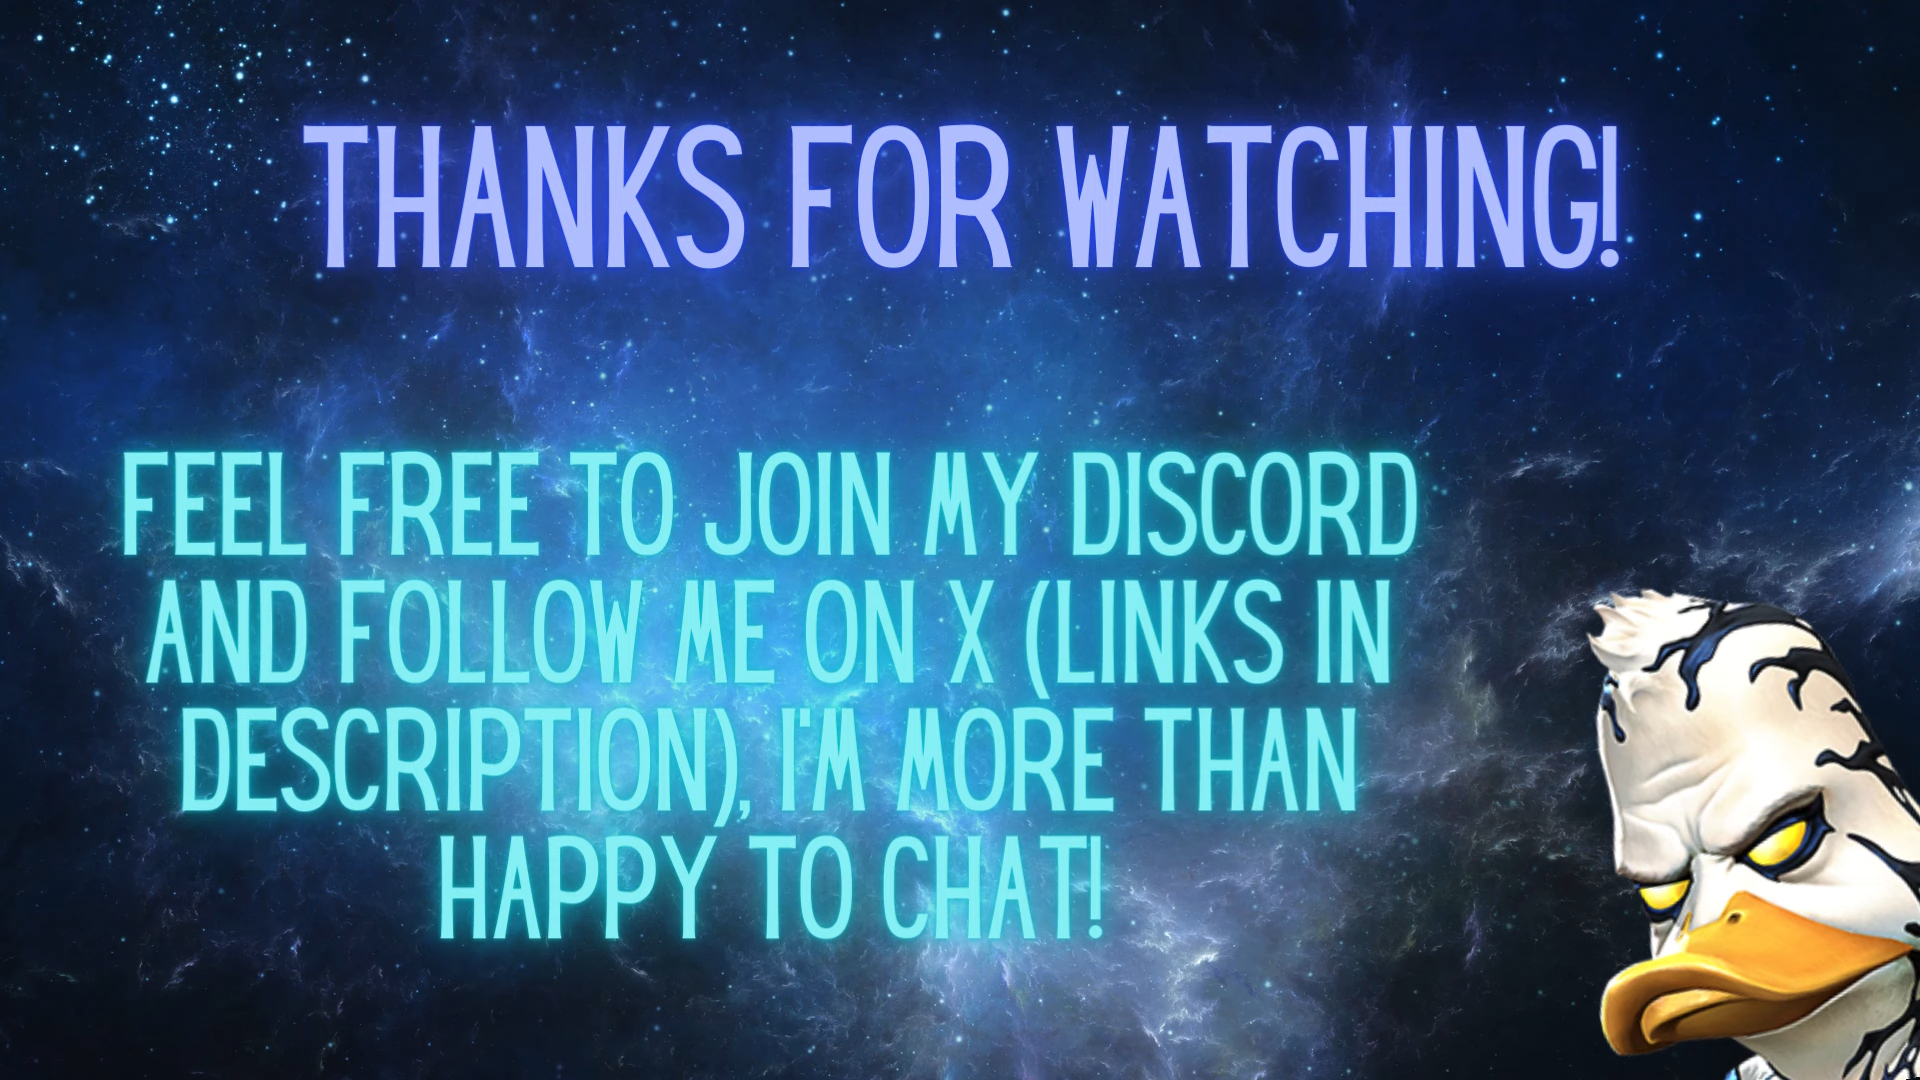 THANKS FOR WATCHING!
FEEL FREE TO JOIN MY DISCORD
AND FOLLOW ME ON X (LINKS IN
DESCRIPTION), I'M MORE THAN
HAPPY TO CHAT!